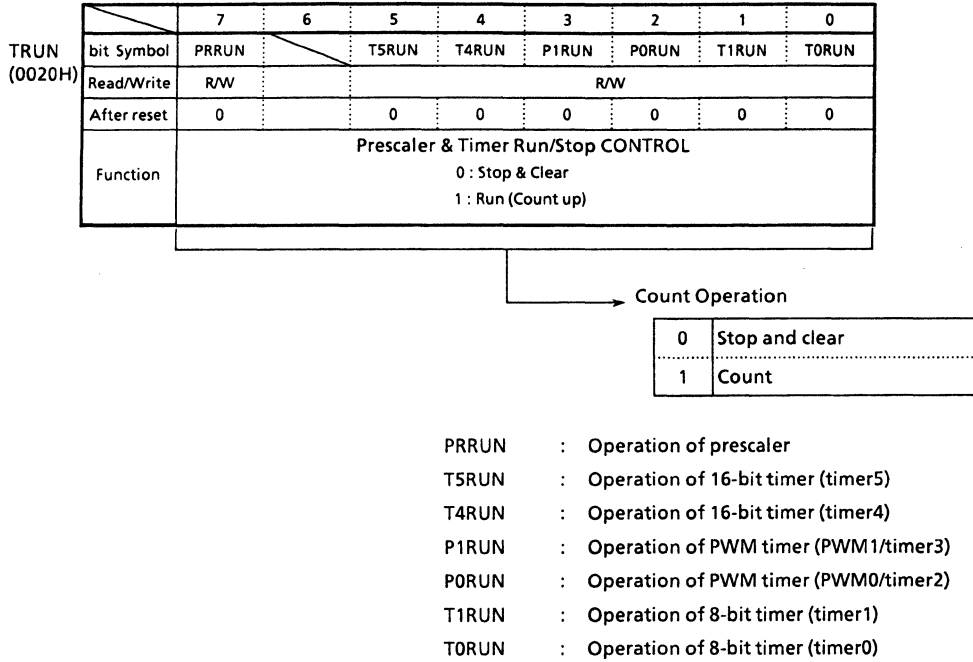 7 6 5 4 3 2 1 0
TRUN
(0020H)
bit Symbol PRRUN T5RUN T4RUN P1RUN P0RUN T1RUN T0RUN
Read/Write R/W R/W
After reset 0 0 0 0 0 0 0
Function
Prescaler & Timer Run/Stop CONTROL
0 : Stop & Clear
1 : Run (Count up)
Count Operation
0 Stop and clear
1 Count
PRRUN : Operation of prescaler
T5RUN : Operation of 16-bit timer (timer5)
T4RUN : Operation of 16-bit timer (timer4)
P1RUN : Operation of PWM timer (PWM1/timer3)
P0RUN : Operation of PWM timer (PWM0/timer2)
T1RUN : Operation of 8-bit timer (timer1)
T0RUN : Operation of 8-bit timer (timer0)